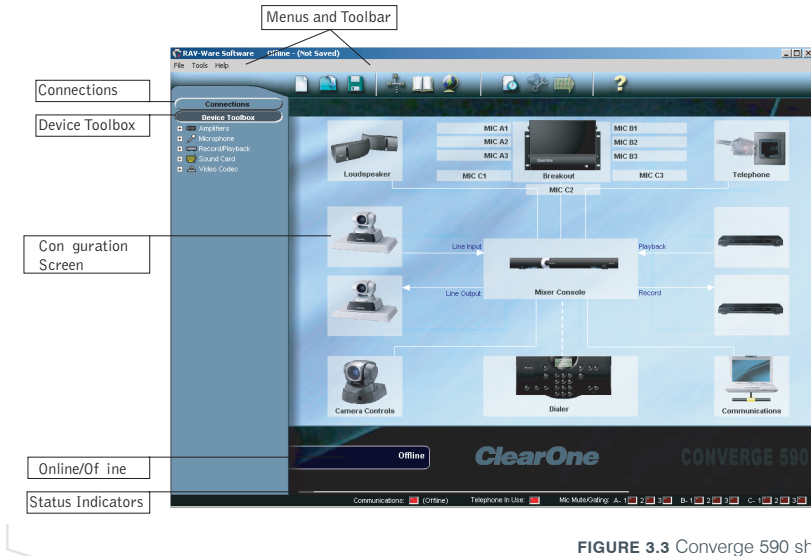 Menus and Toolbar
RAV-Ware Software Offline - (Not Saved)
File Tools Help
Connections
Connections
Device Toolbox
Device Toolbox
Amplifiers
Microphone
Record/Playback
Sound Card
Video Codec
MIC A1
MIC B1
MIC A2
MIC B2
MIC A3
MIC B3
ClearOne
Loudspeaker
MIC C1
Breakout
MIC C3
Telephone
MIC C2
Con guration
Screen
Line Input
Playback
Line Output
Mixer Console
Record
Camera Controls
Dialer
Communications
Online/Of ine
Offline
ClearOne
CONVERGE 590
Status Indicators
Communications: (Offline) Telephone In Use: Mic Mute/Gating: A- 1 2 3 B- 1 2 3 C- 1 2 3
FIGURE 3.3 Converge 590 sh